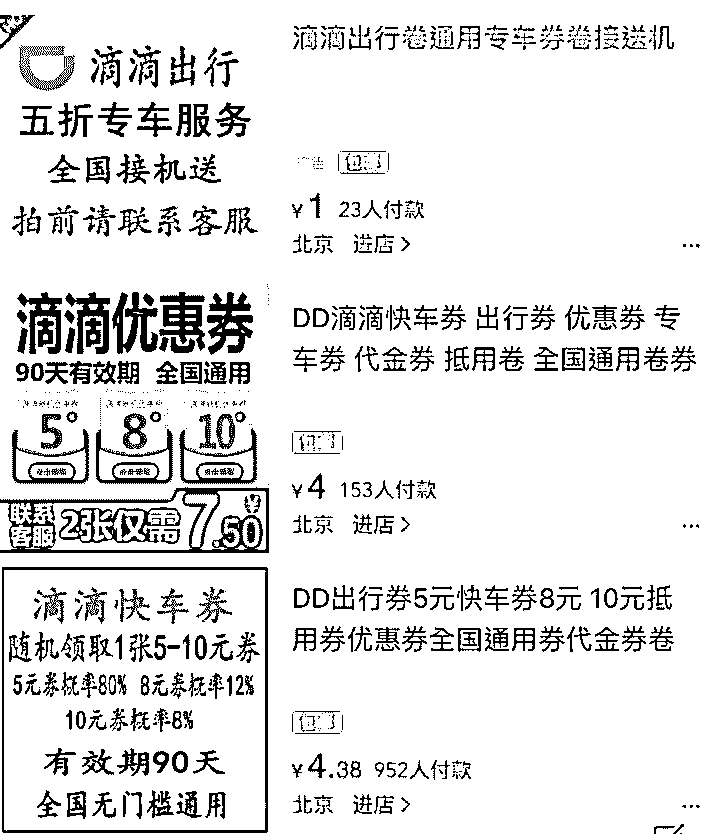 滴滴出行
五折专车服务
全国接机送
拍前请联系客服
滴滴出行卷通用专车券卷接送机
包邮
¥1 23人付款
北京 进店>
...
滴滴优惠券
90天有效期 全国通用
5° 8° 10°
联系客服 2张仅需7.50
DD滴滴快车券 出行券 优惠券 专
车券 代金券 抵用卷 全国通用卷券
包邮
¥4 153人付款
北京 进店>
...
滴滴快车券
随机领取1张5-10元券
5元券概率80% 8元券概率12%
10元券概率8%
有效期90天
全国无门槛通用
DD出行券5元快车券8元 10元抵
用券优惠券全国通用券代金券卷
包邮
¥4.38 952人付款
北京 进店>
...